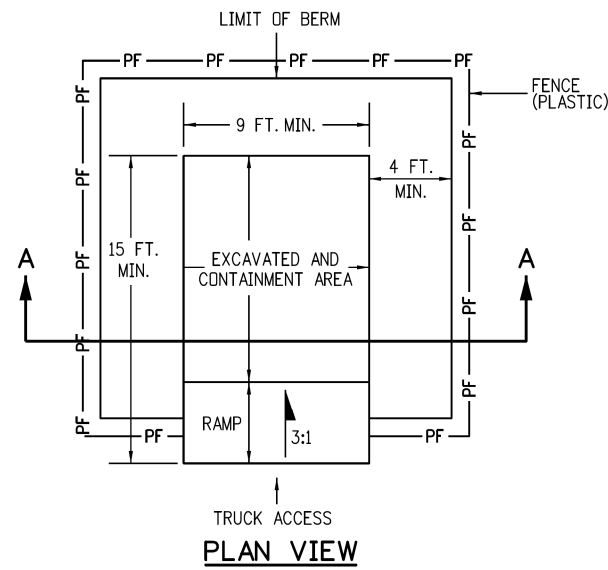 LIMIT OF BERM
PF PF PF PF PF
FENCE
(PLASTIC)
PF
9 FT. MIN.
PF
4 FT.
MIN.
PF
PF
15 FT.
MIN.
EXCAVATED AND
CONTAINMENT AREA
A
A
PF
PF
PF
PF
RAMP
3:1
PF
PF
PF
PF
TRUCK ACCESS
PLAN VIEW